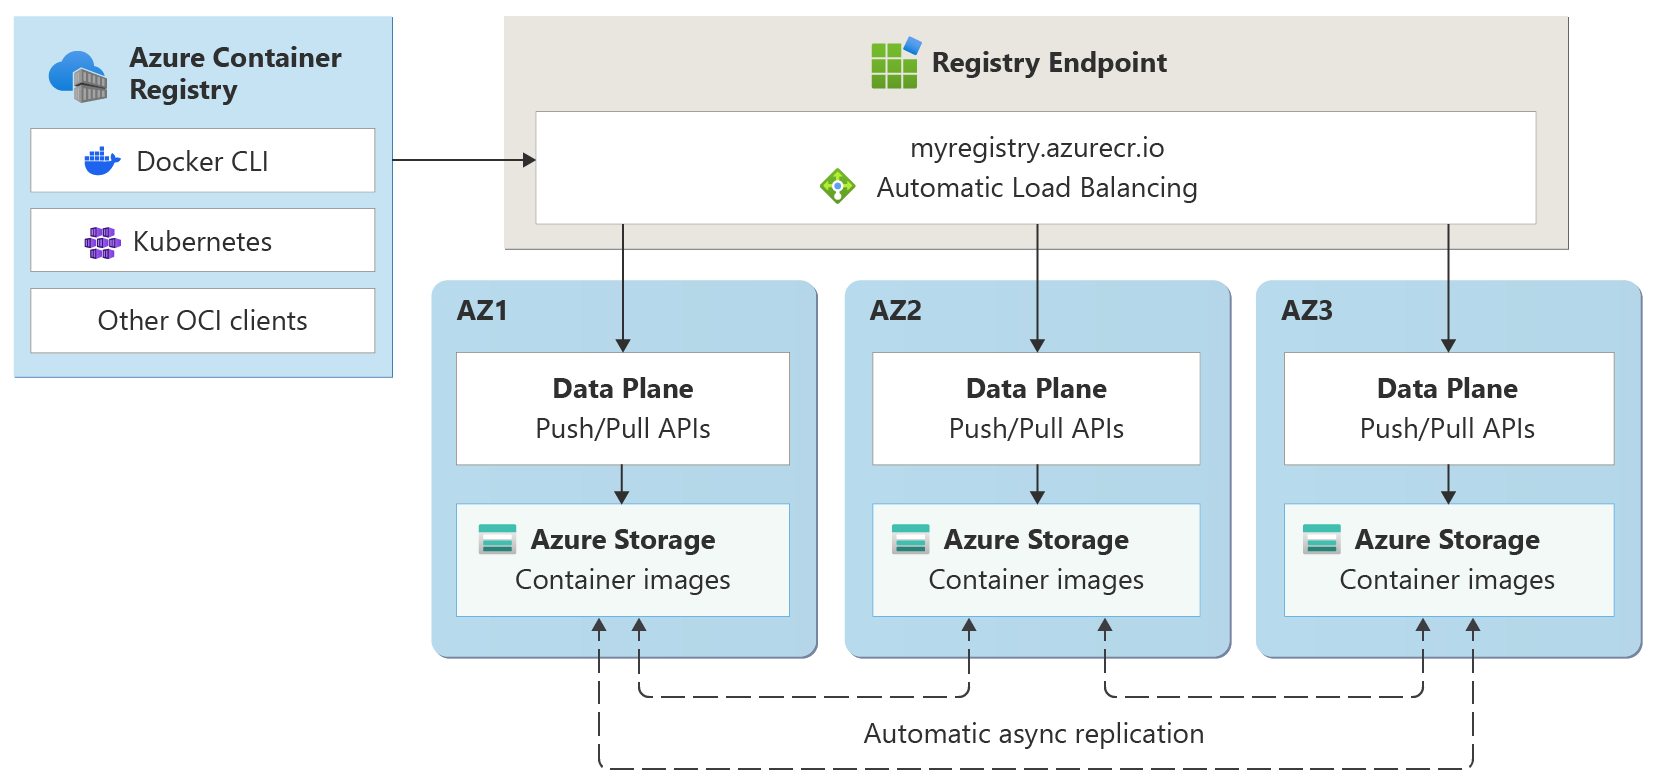 Azure Container
Registry
Docker CLI
Kubernetes
Other OCI clients
Registry Endpoint
myregistry.azurecr.io
Automatic Load Balancing
AZ1
Data Plane
Push/Pull APIs
Azure Storage
Container images
AZ2
Data Plane
Push/Pull APIs
Azure Storage
Container images
AZ3
Data Plane
Push/Pull APIs
Azure Storage
Container images
Automatic async replication